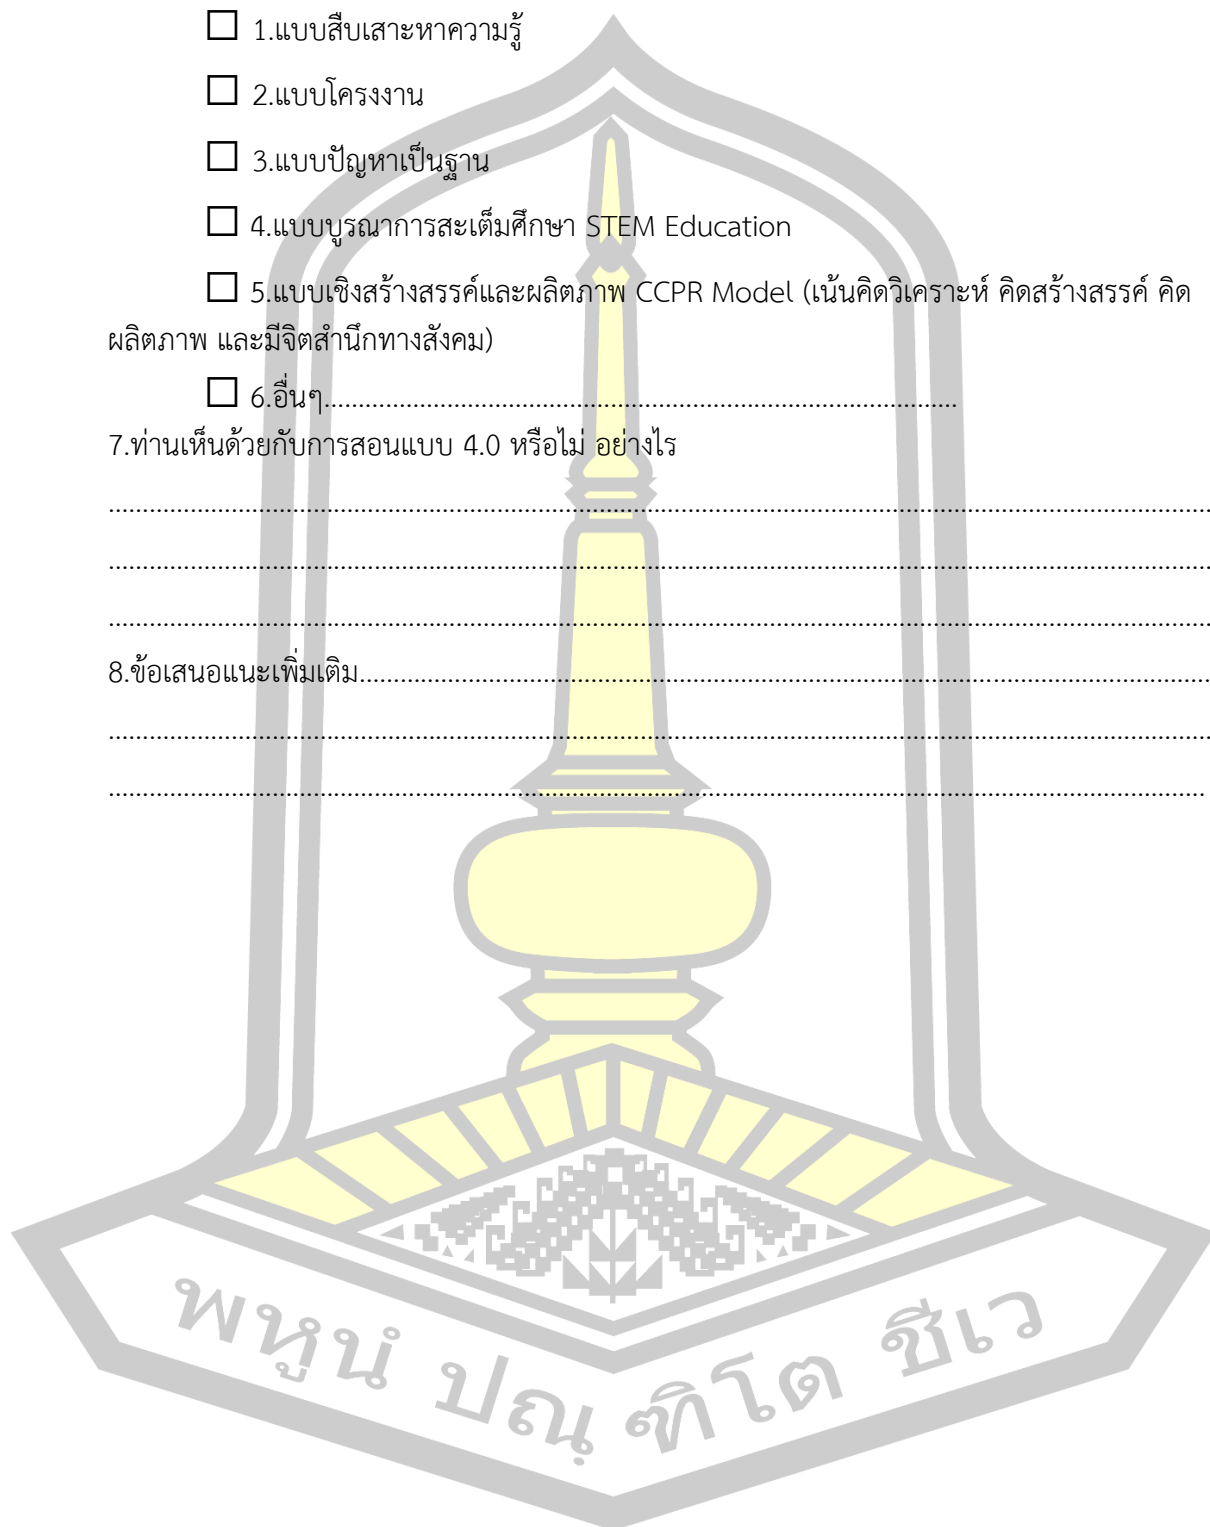 ☐ 1.แบบสืบเสาะหาความรู้
☐ 2.แบบโครงงาน
☐ 3.แบบปัญหาเป็นฐาน
☐ 4.แบบบูรณาการสะเต็มศึกษา STEM Education
☐ 5.แบบเชิงสร้างสรรค์และผลิตภาพ CCPR Model (เน้นคิดวิเคราะห์ คิดสร้างสรรค์ คิด
ผลิตภาพ และมีจิตสำนึกทางสังคม)
☐ 6.อื่นๆ............................................................................................
7.ท่านเห็นด้วยกับการสอนแบบ 4.0 หรือไม่ อย่างไร
................................................................................................................................................................
................................................................................................................................................................
................................................................................................................................................................
8.ข้อเสนอแนะเพิ่มเติม............................................................................................................................
................................................................................................................................................................
...............................................................................................................................................................
พหูนํ ปณฺฑิโต ชีเว